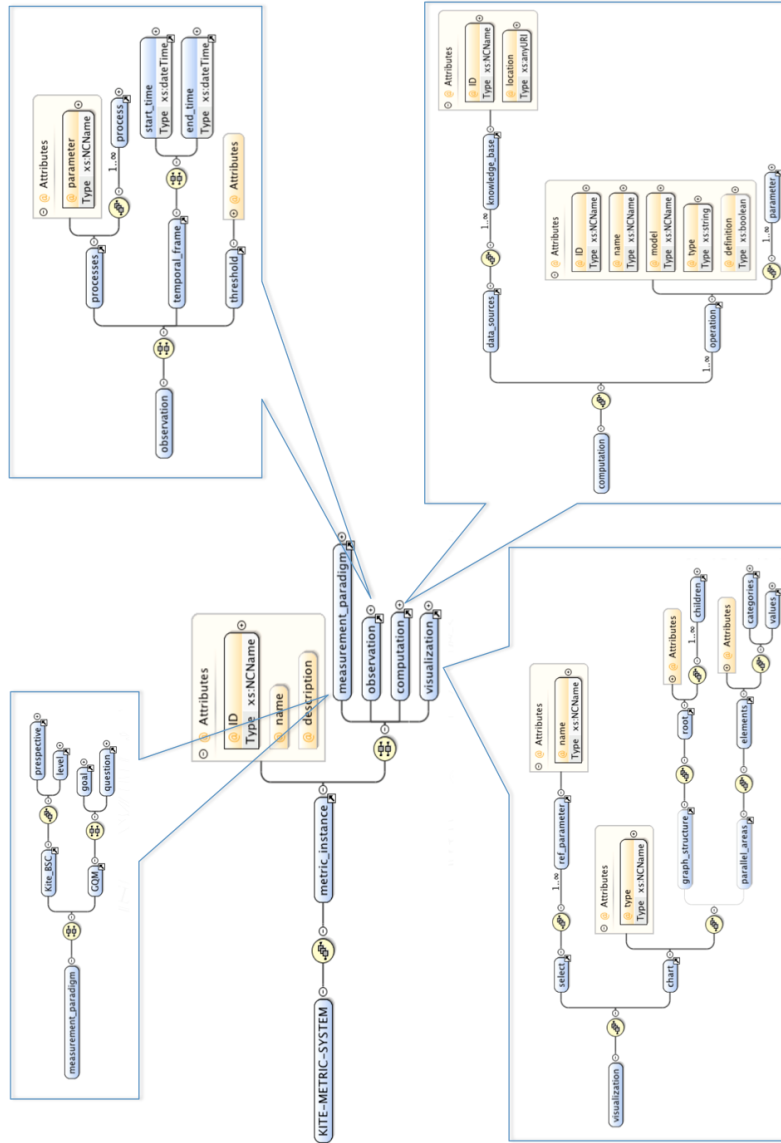 measurement_paradigm
Kite_BSC
prespective
level
GQM
goal
question
observation
processes
Attributes
parameter
Type xs:NCName
1..∞
process
temporal_frame
start_time
Type xs:dateTime
end_time
Type xs:dateTime
threshold
Attributes
KITE-METRIC-SYSTEM
metric_instance
Attributes
ID
Type xs:NCName
name
description
measurement_paradigm
observation
computation
visualization
visualization
select
1..∞
ref_parameter
Attributes
name
Type xs:NCName
chart
Attributes
type
Type xs:NCName
graph_structure
root
Attributes
1..∞
children
parallel_areas
elements
Attributes
categories
values
computation
data_sources
1..∞
knowledge_base
Attributes
ID
Type xs:NCName
location
Type xs:anyURI
1..∞
operation
Attributes
ID
Type xs:NCName
name
Type xs:NCName
model
Type xs:NCName
type
Type xs:string
definition
Type xs:boolean
1..∞
parameter